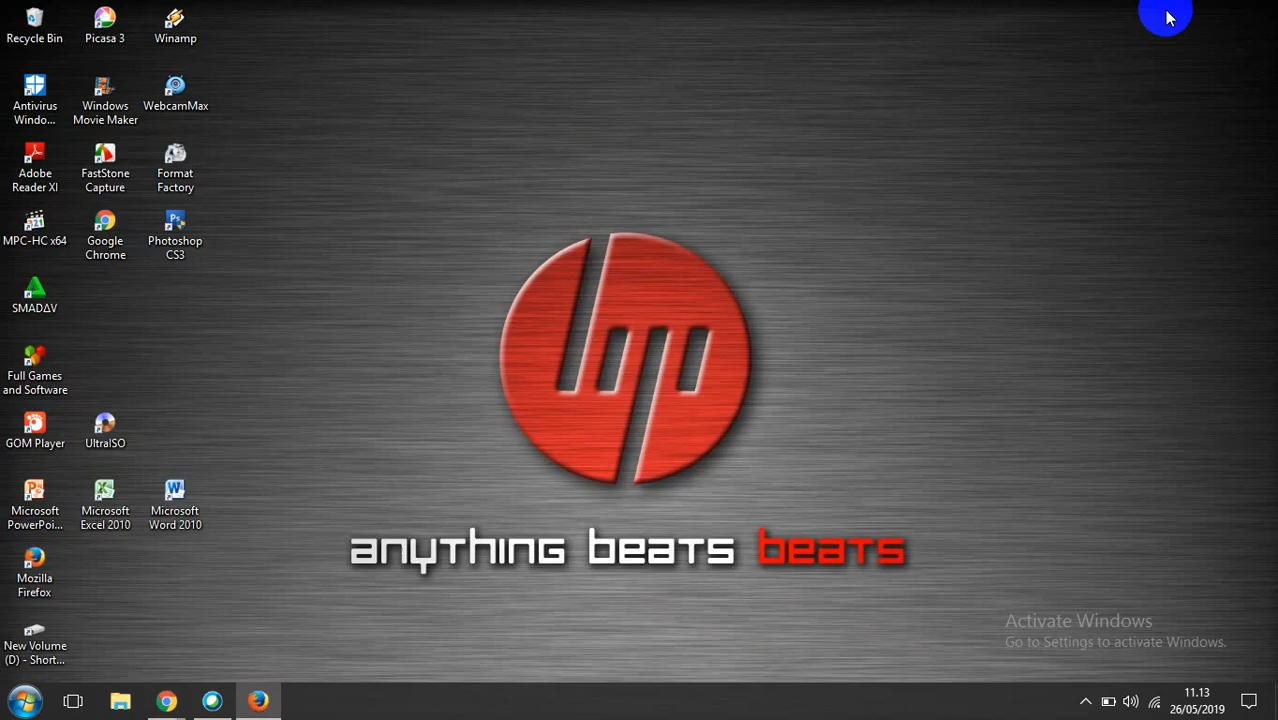 Recycle Bin
Picasa 3
Winamp
Antivirus
Windo...
Windows
Movie Maker
WebcamMax
Adobe
Reader XI
FastStone
Capture
Format
Factory
MPC-HC x64
Google
Chrome
Photoshop
CS3
SMADΔV
Full Games
and Software
GOM Player
UltraISO
Microsoft
PowerPoi...
Microsoft
Excel 2010
Microsoft
Word 2010
Mozilla
Firefox
New Volume
(D) - Short...
hp
anything beats beats
Activate Windows
Go to Settings to activate Windows.
11.13
26/05/2019